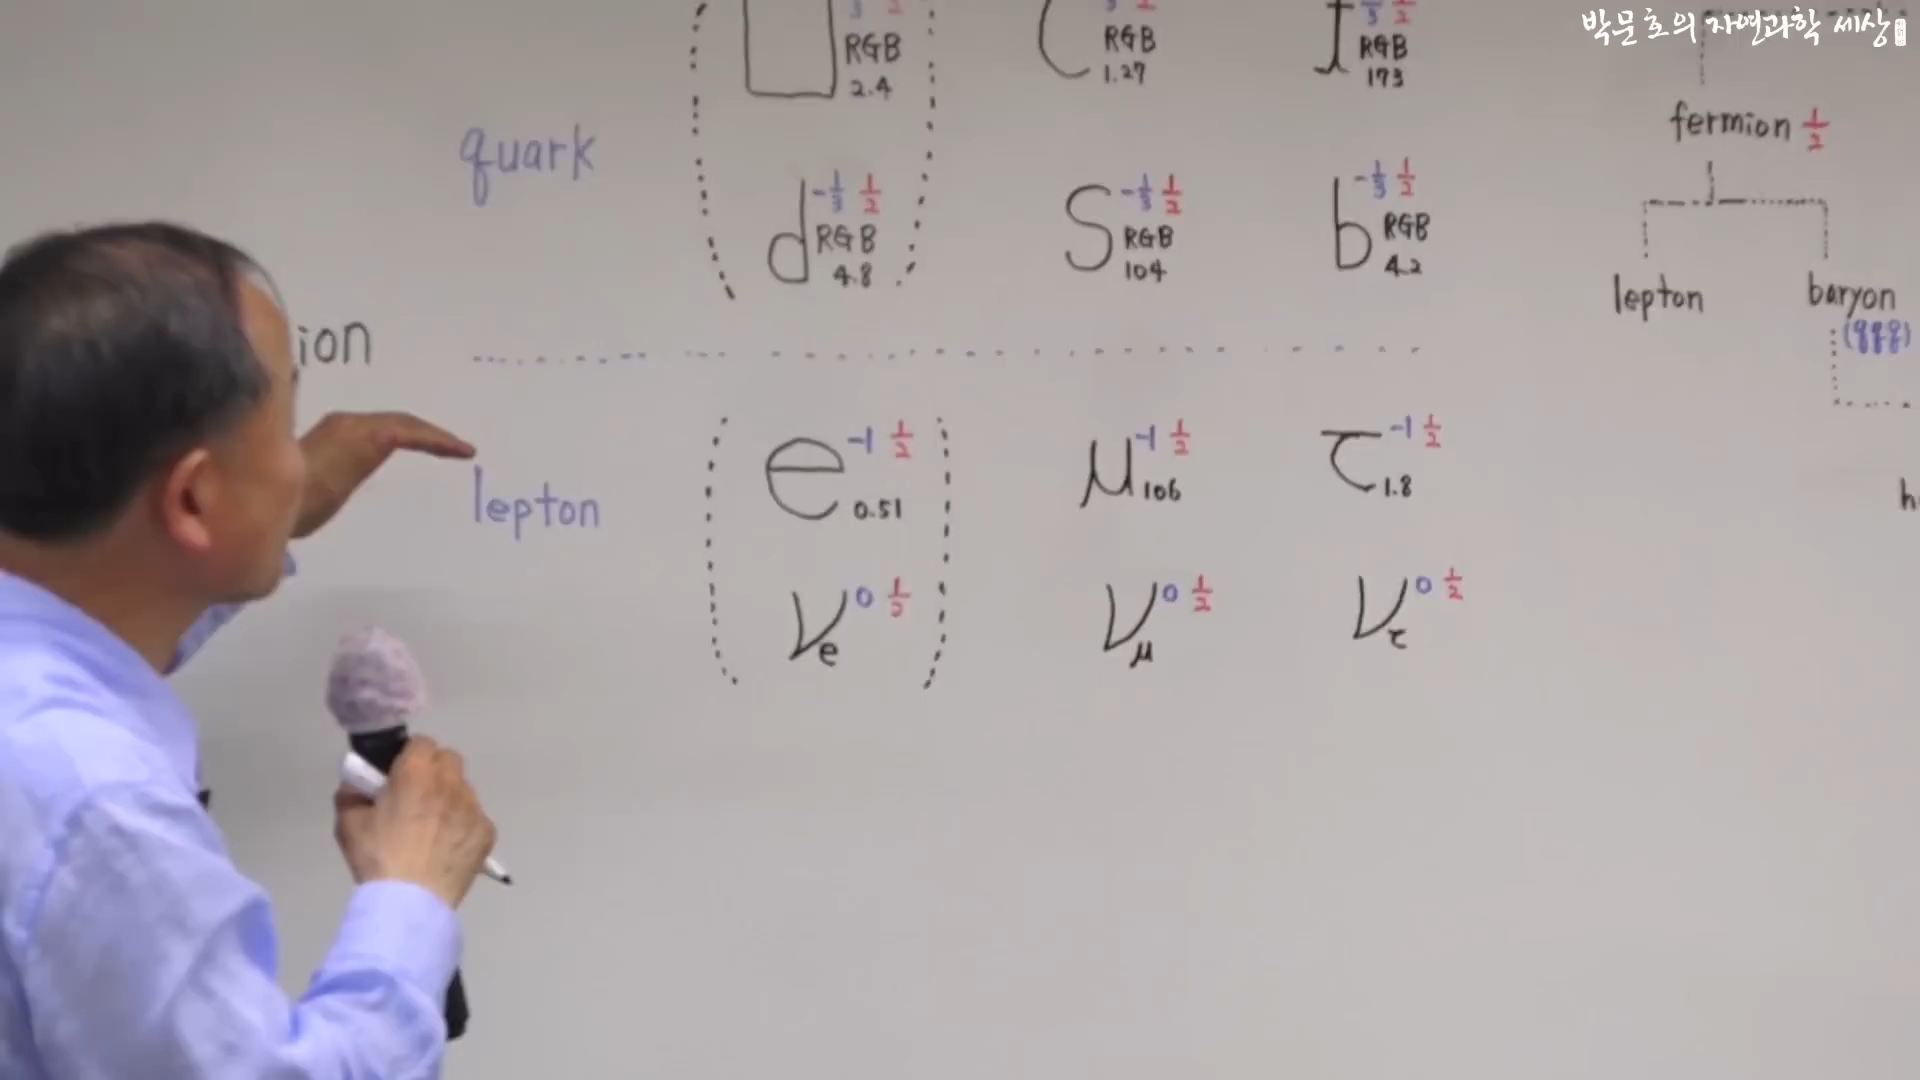 박문호의 자연과학 세상
RGB
2.4
RGB
1.27
RGB
173
quark
d -1/3 1/2
RGB
4.8
S -1/3 1/2
RGB
104
b -1/3 1/2
RGB
4.2
ion
lepton
e -1 1/2
0.51
μ -1 1/2
106
τ -1 1/2
1.8
νe 0 1/2
νμ 0 1/2
ντ 0 1/2
fermion 1/2
lepton
baryon
(qqq)
h